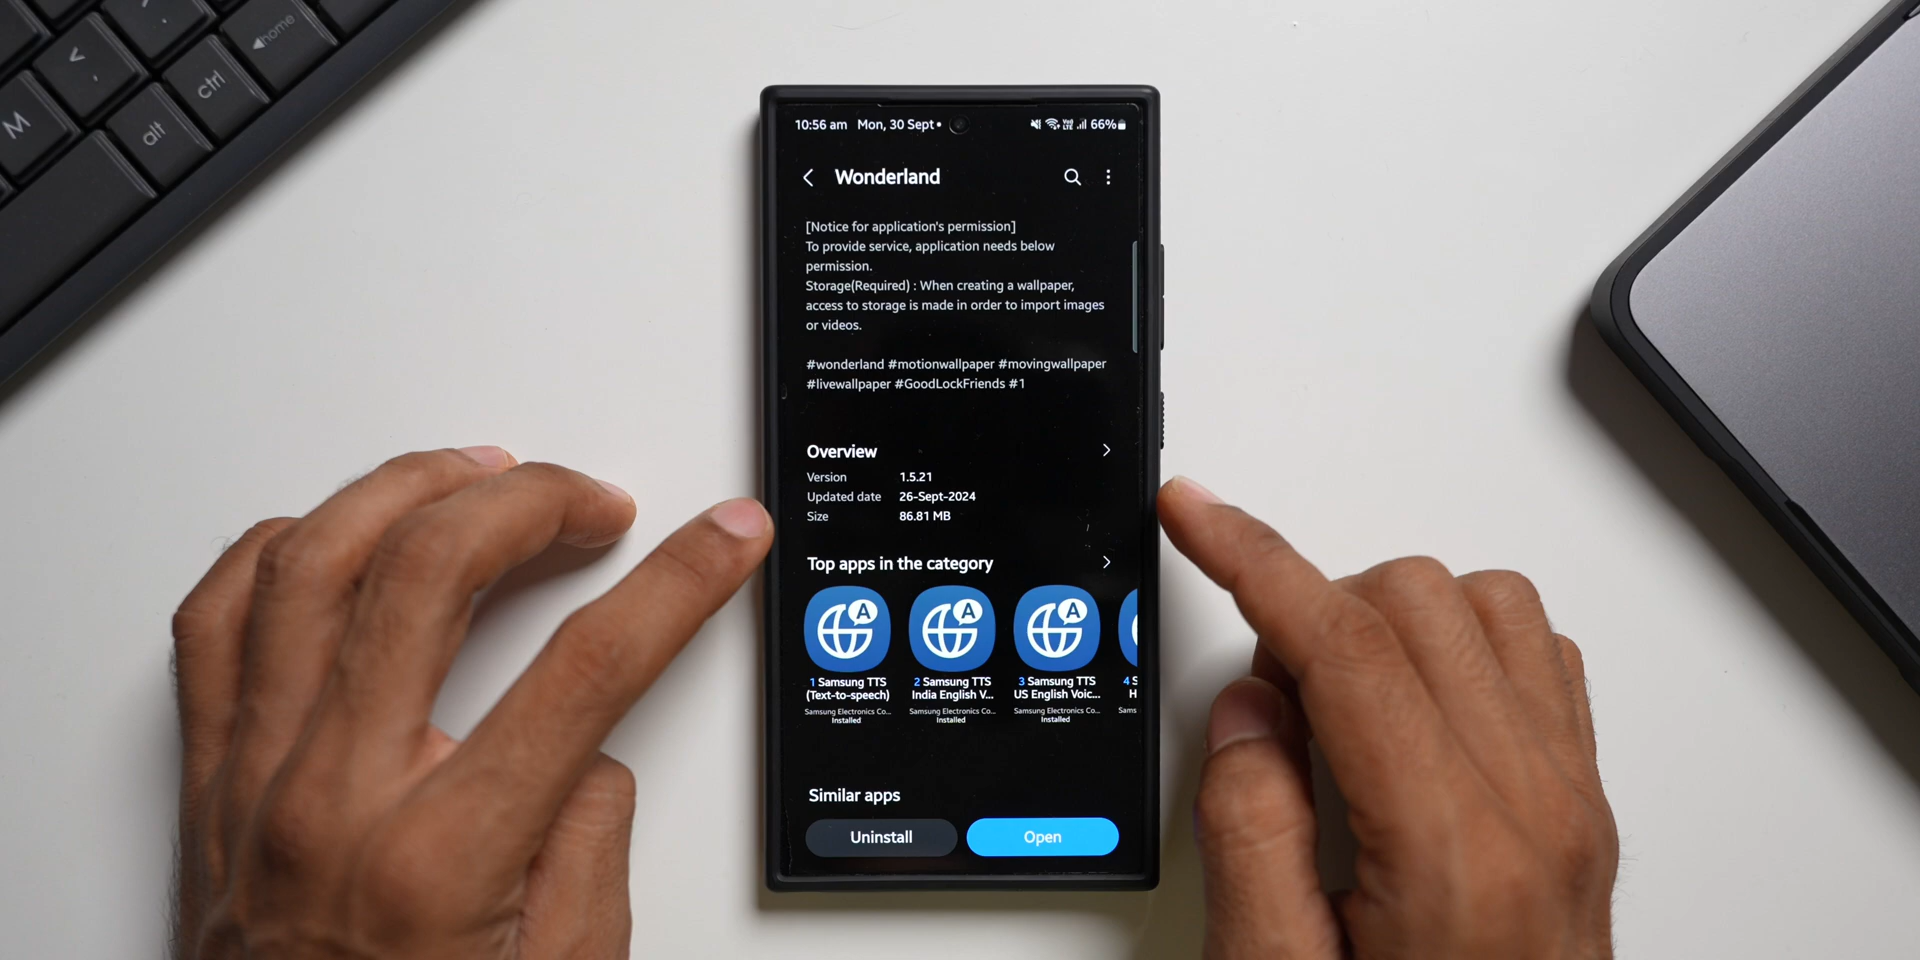 home
<
,
ctrl
M
alt
10:56 am Mon, 30 Sept
66%
Wonderland
[Notice for application's permission]
To provide service, application needs below
permission.
Storage(Required) : When creating a wallpaper,
access to storage is made in order to import images
or videos.
#wonderland #motionwallpaper #movingwallpaper
#livewallpaper #GoodLockFriends #1
Overview
Version 1.5.21
Updated date 26-Sept-2024
Size 86.81 MB
Top apps in the category
A A A
1 Samsung TTS 2 Samsung TTS 3 Samsung TTS 4 S
(Text-to-speech) India English V... US English Voic... H
Samsung Electronics Co... Samsung Electronics Co... Samsung Electronics Co... Sams
Installed Installed Installed
Similar apps
Uninstall Open